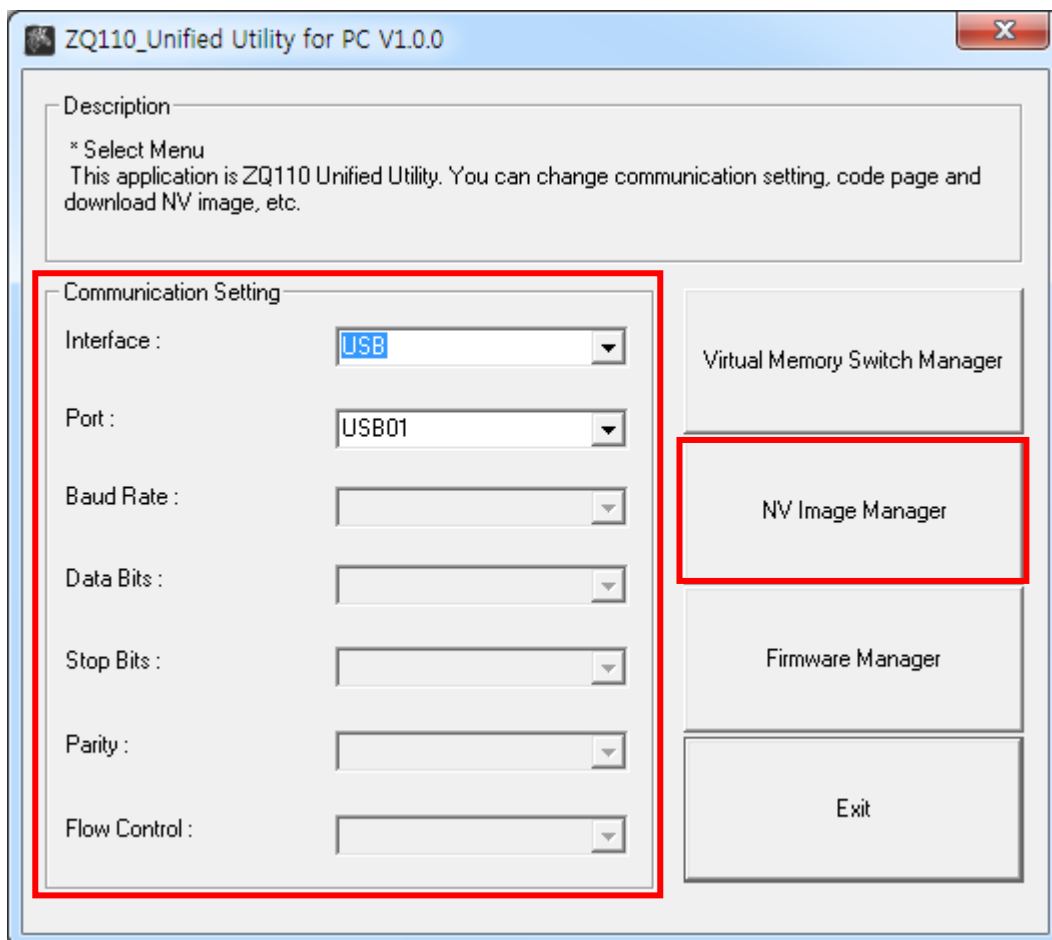 ZQ110_Unified Utility for PC V1.0.0
Description
* Select Menu
This application is ZQ110 Unified Utility. You can change communication setting, code page and
download NV image, etc.
Communication Setting
Interface :
USB
Port :
USB01
Baud Rate :
Data Bits :
Stop Bits :
Parity :
Flow Control :
Virtual Memory Switch Manager
NV Image Manager
Firmware Manager
Exit